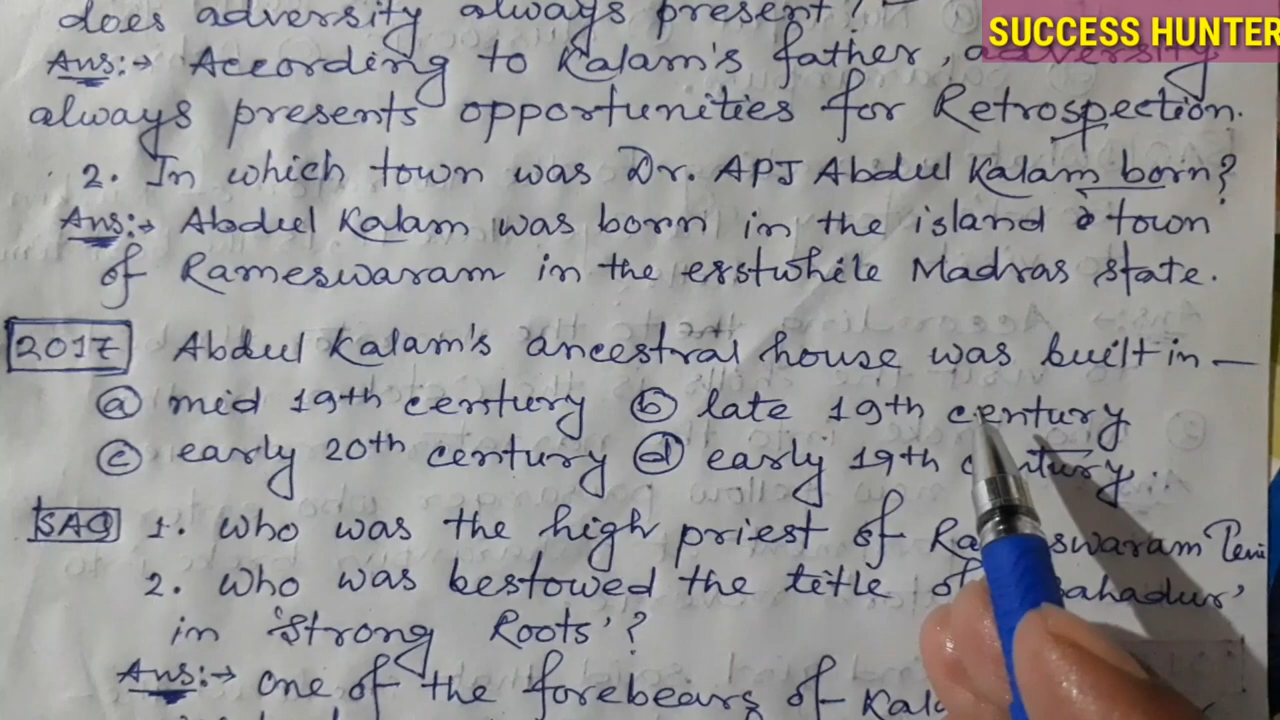 does adversity always present?
SUCCESS HUNTER
Ans:→ According to Kalam's father, adversity
always presents opportunities for Retrospection.
2. In which town was Dr. APJ Abdul Kalam born?
Ans:→ Abdul Kalam was born in the island town
of Rameswaram in the erstwhile Madras state.
2017 Abdul Kalam's ancestral house was built in —
(a) mid 19th century (b) late 19th century
(c) early 20th century (d) early 19th century.
SAQ 1. who was the high priest of Rameswaram
2. who was bestowed the title of Bahadur'
in 'Strong Roots'?
Ans:→ one of the forebears of